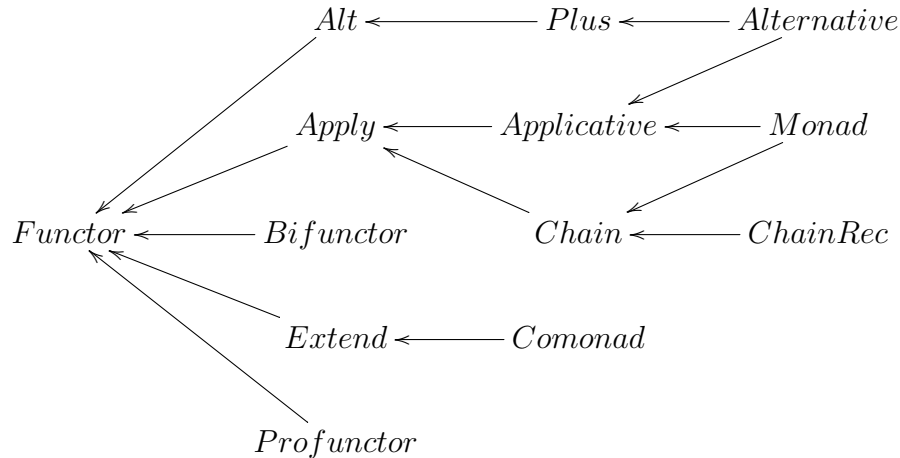 Alt Plus Alternative
Apply Applicative Monad
Functor Bifunctor Chain ChainRec
Extend Comonad
Profunctor